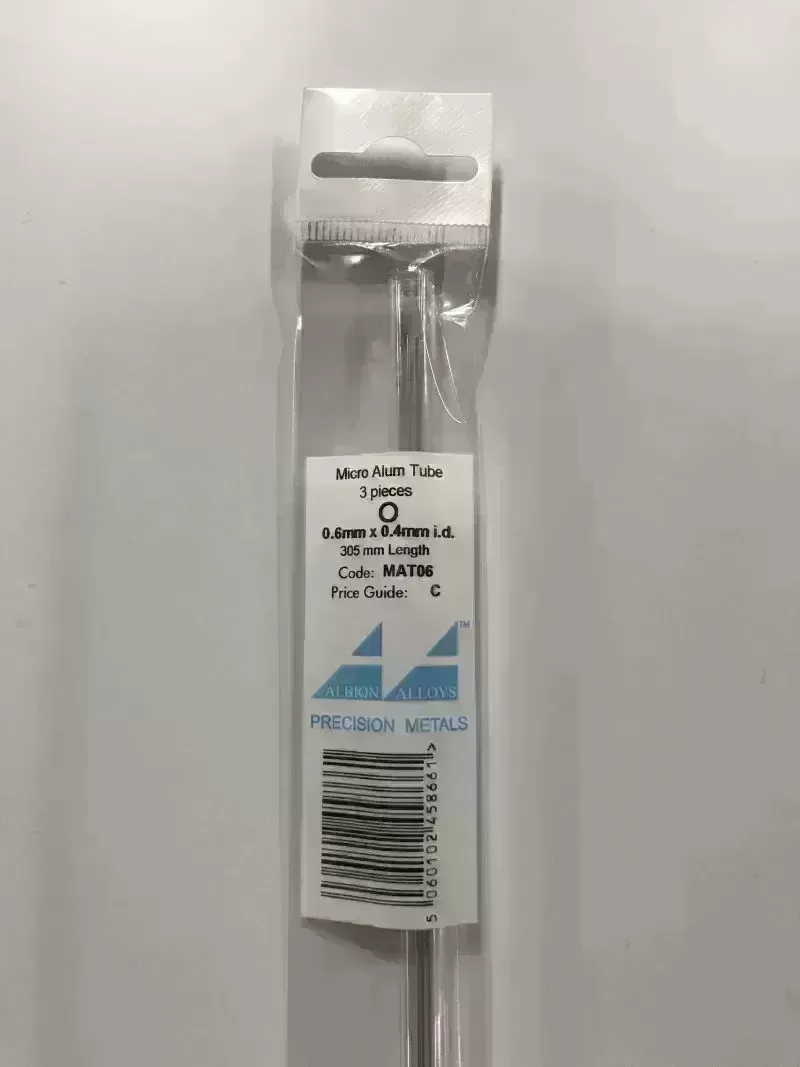 Micro Alum Tube
3 pieces
0.6mm x 0.4mm i.d.
305 mm Length
Code: MAT06
Price Guide: C
TM
ALBION ALLOYS
PRECISION METALS
5 060102 458661 >